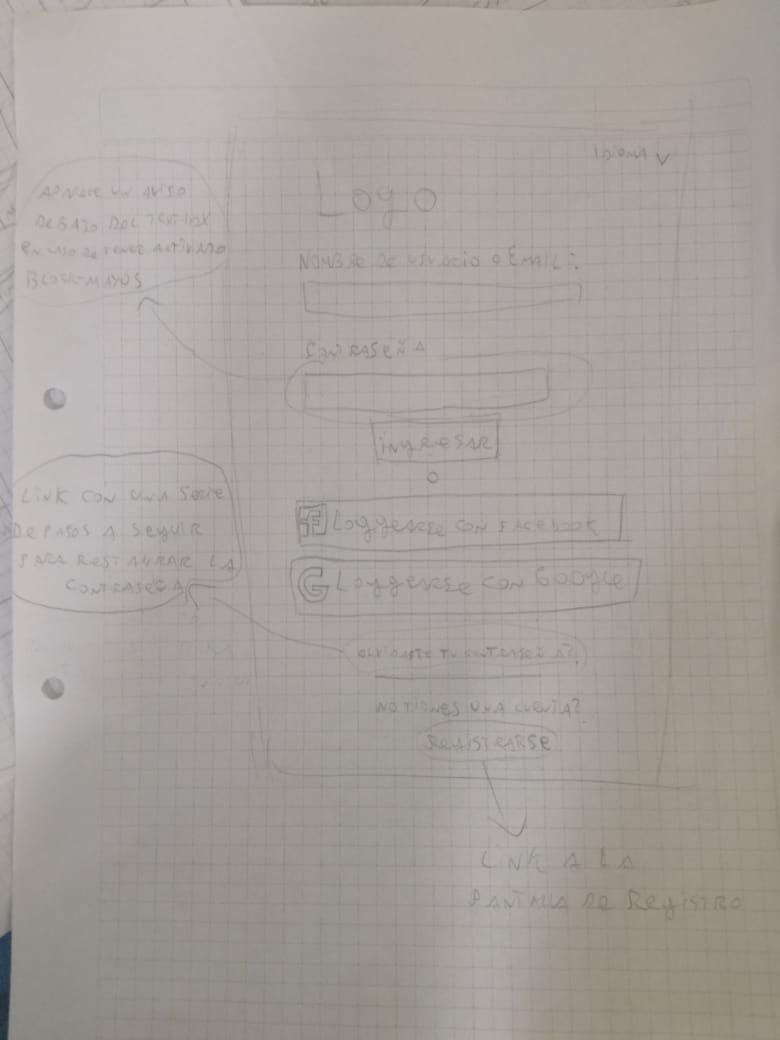 Idioma
Logo
Aparece un aviso
debajo del textbox
en caso de tener activado
Block-Mayus
Nombre de usuario o Email:
Contraseña
ingresar
o
Loggearse con Facebook
G Loggearse con Google
Link con una serie
de pasos a seguir
para restaurar la
contraseña
olvidaste tu contraseña?
No tienes una cuenta?
Registrarse
Link a la
pantalla de Registro